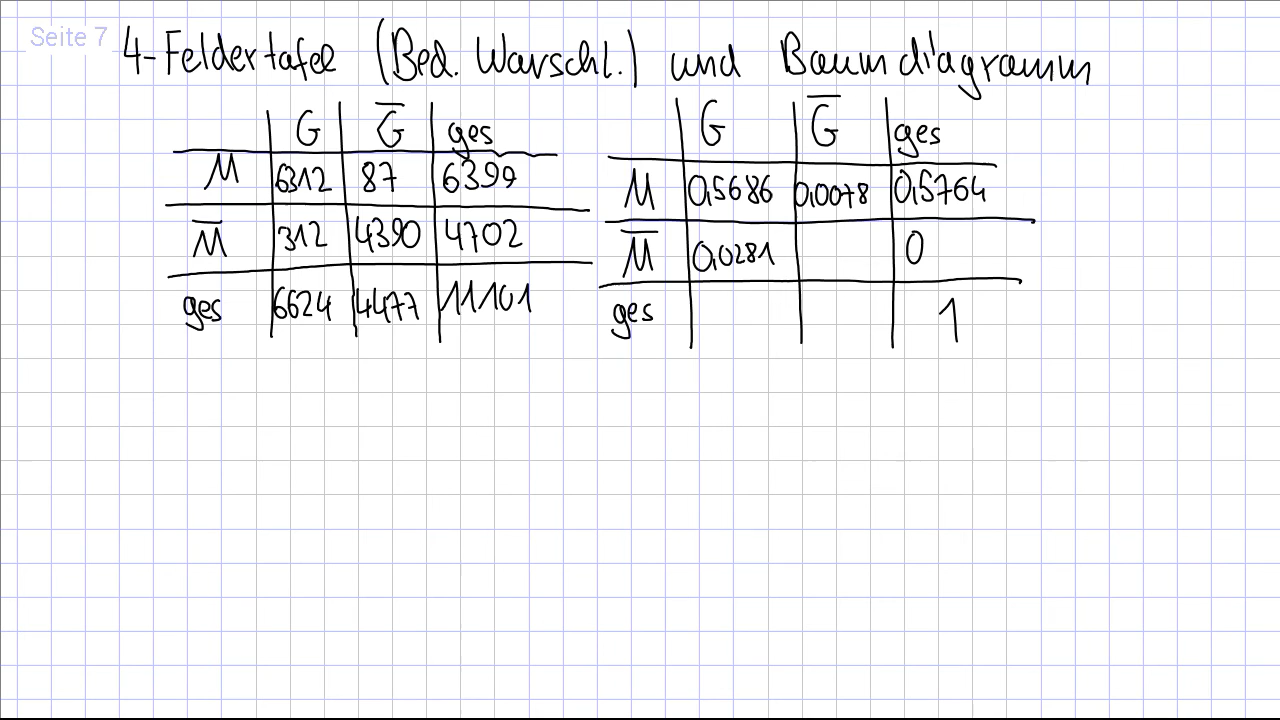 Seite 7
4-Feldertafel (Bed. Warschl.) und Baumdiagramm
G G̅ ges
M 6312 87 6399
M̅ 312 4390 4702
ges 6624 4477 11101
G G̅ ges
M 0,5686 0,0078 0,5764
M̅ 0,0281 0
ges 1